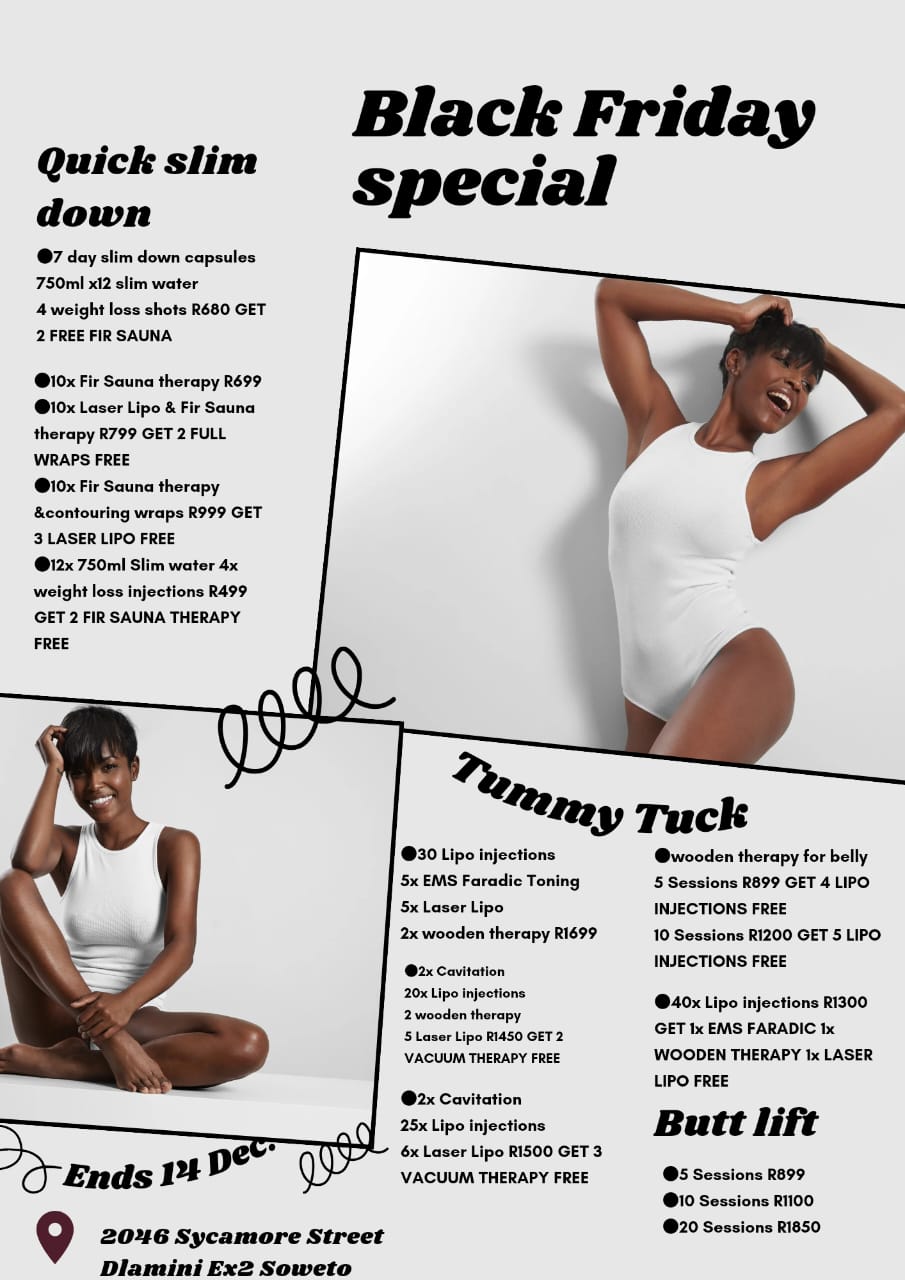 Black Friday
special
Quick slim
down
●7 day slim down capsules
750ml x12 slim water
4 weight loss shots R680 GET
2 FREE FIR SAUNA
●10x Fir Sauna therapy R699
●10x Laser Lipo & Fir Sauna
therapy R799 GET 2 FULL
WRAPS FREE
●10x Fir Sauna therapy
&contouring wraps R999 GET
3 LASER LIPO FREE
●12x 750ml Slim water 4x
weight loss injections R499
GET 2 FIR SAUNA THERAPY
FREE
Tummy Tuck
●30 Lipo injections
5x EMS Faradic Toning
5x Laser Lipo
2x wooden therapy R1699
●2x Cavitation
20x Lipo injections
2 wooden therapy
5 Laser Lipo R1450 GET 2
VACUUM THERAPY FREE
●2x Cavitation
25x Lipo injections
6x Laser Lipo R1500 GET 3
VACUUM THERAPY FREE
●wooden therapy for belly
5 Sessions R899 GET 4 LIPO
INJECTIONS FREE
10 Sessions R1200 GET 5 LIPO
INJECTIONS FREE
●40x Lipo injections R1300
GET 1x EMS FARADIC 1x
WOODEN THERAPY 1x LASER
LIPO FREE
Butt lift
●5 Sessions R899
●10 Sessions R1100
●20 Sessions R1850
Ends 14 Dec.
2046 Sycamore Street
Dlamini Ex2 Soweto